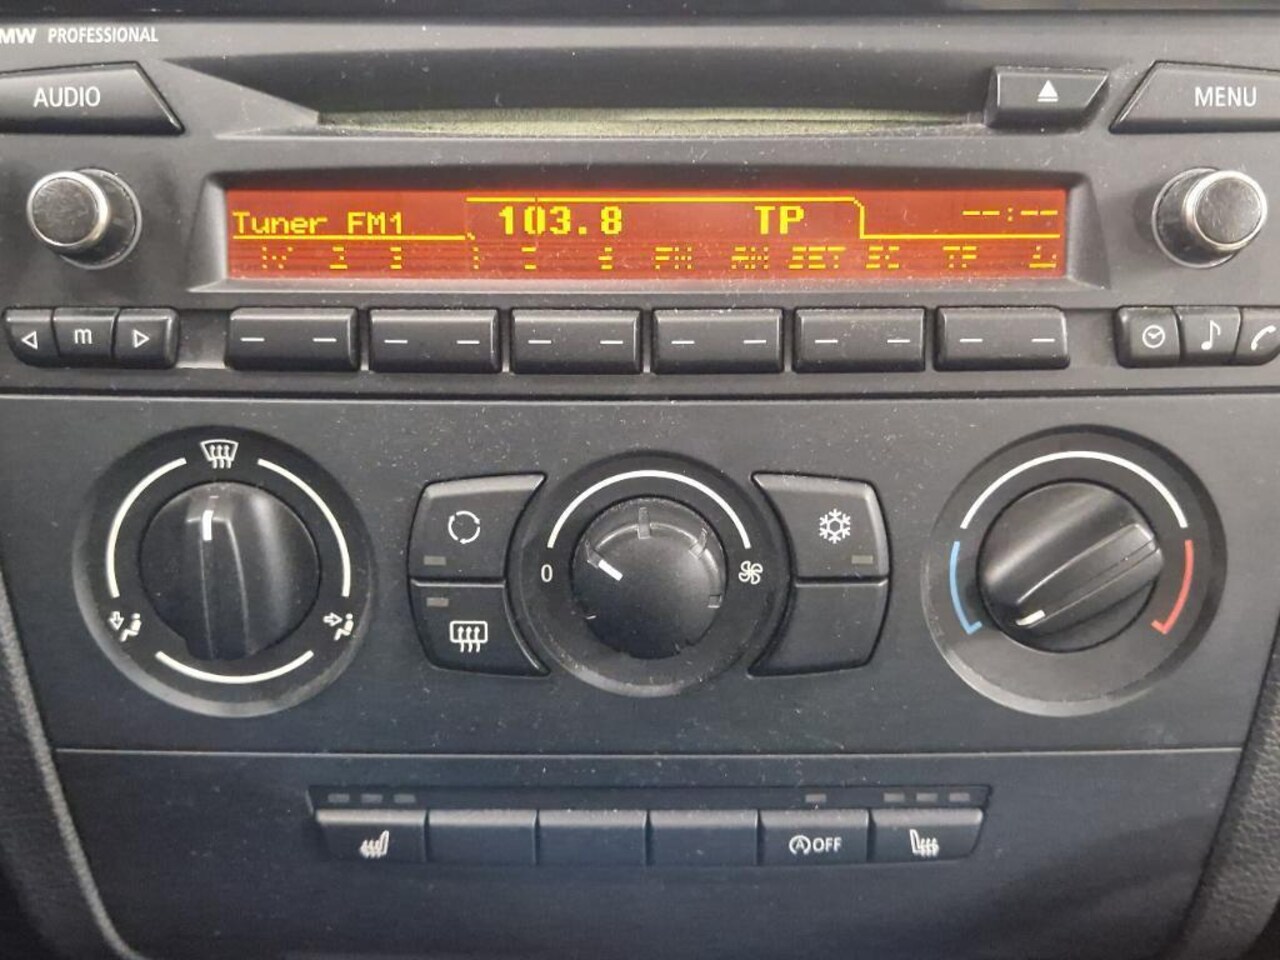 MW PROFESSIONAL
AUDIO
MENU
Tuner FM1 103.8 TP --:--
FM AM SET SC TP
m
0
A OFF